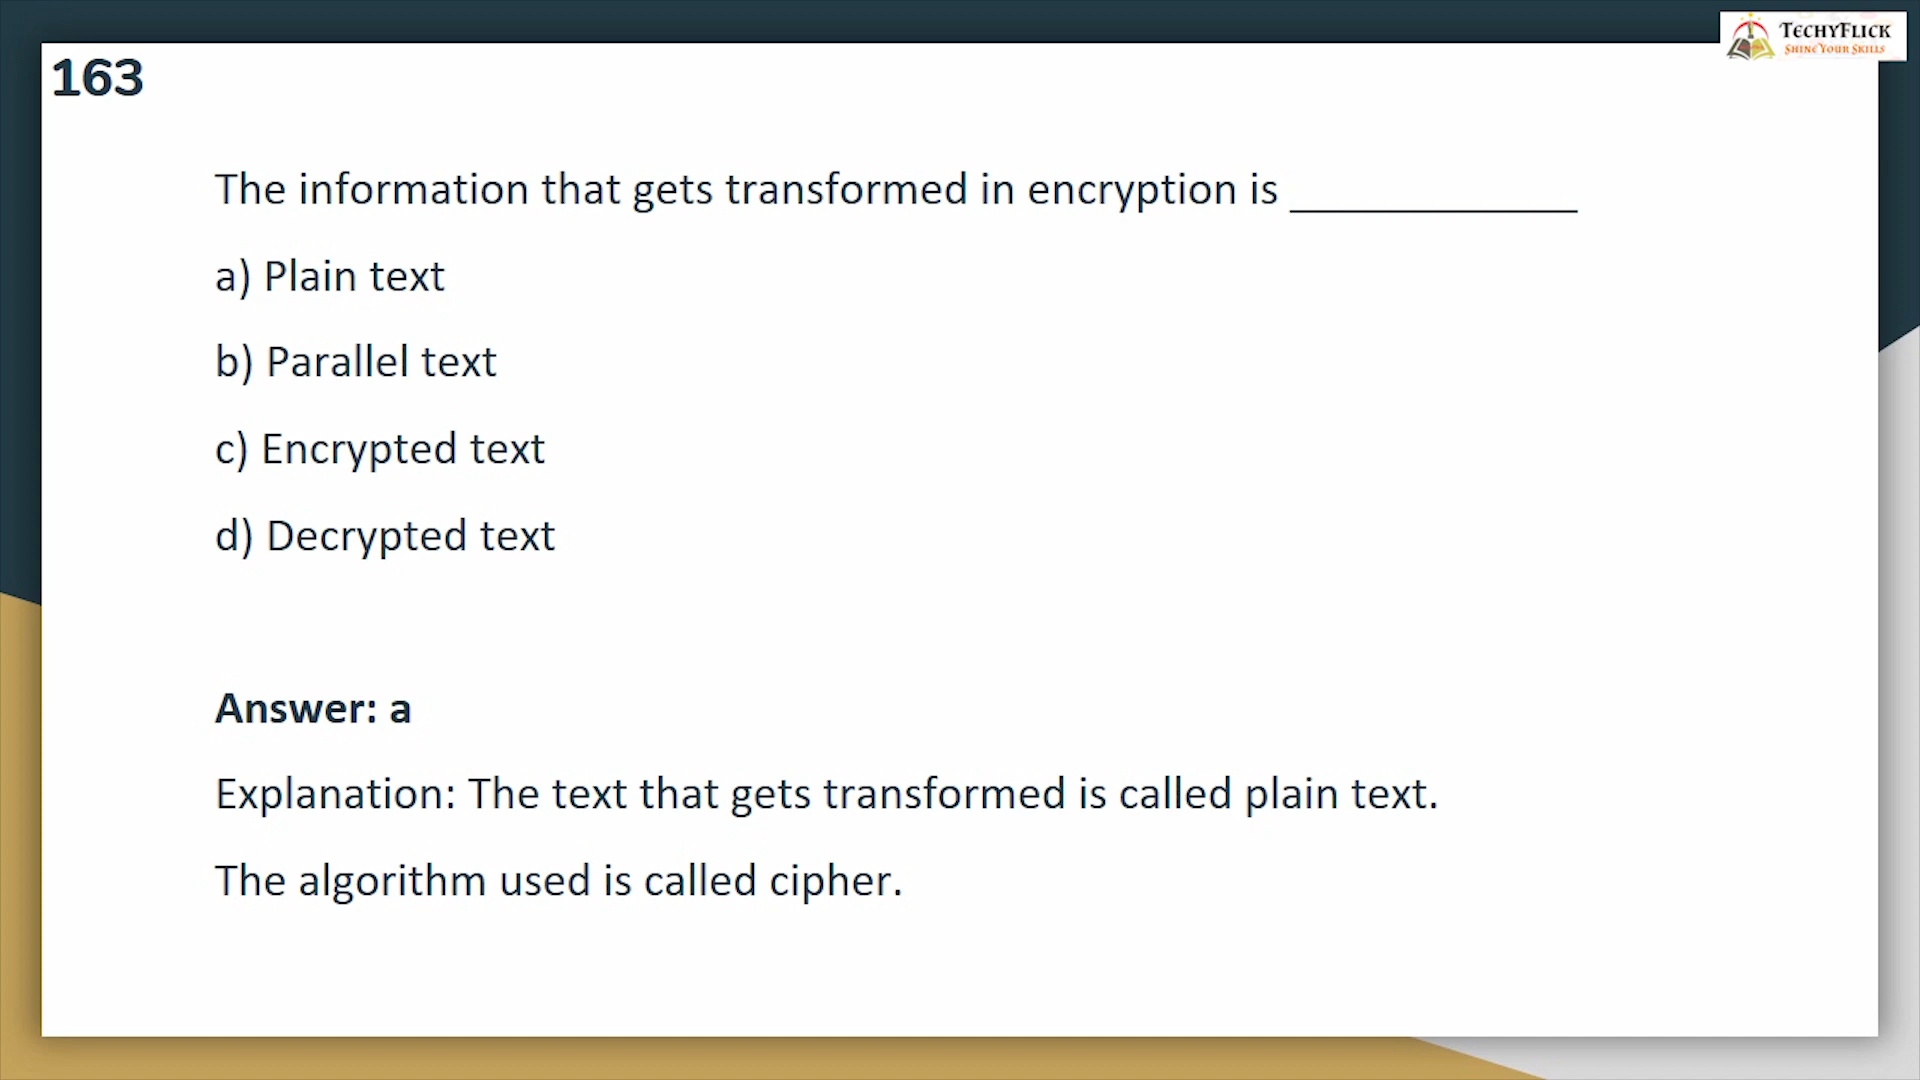 TECHYFLICK
SHINE YOUR SKILLS
163
The information that gets transformed in encryption is ____________
a) Plain text
b) Parallel text
c) Encrypted text
d) Decrypted text
Answer: a
Explanation: The text that gets transformed is called plain text.
The algorithm used is called cipher.